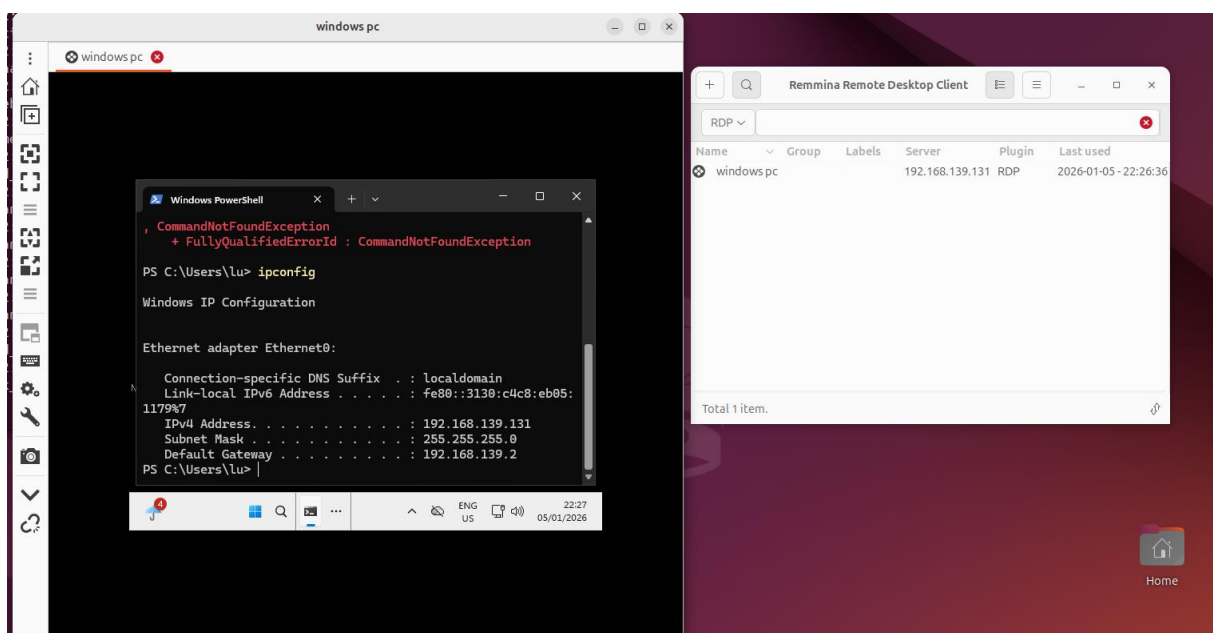 windows pc
windows pc
Windows PowerShell
, CommandNotFoundException
+ FullyQualifiedErrorId : CommandNotFoundException
PS C:\Users\lu> ipconfig
Windows IP Configuration
Ethernet adapter Ethernet0:
Connection-specific DNS Suffix . : localdomain
Link-local IPv6 Address . . . . . : fe80::3130:c4c8:eb05:
1179%7
IPv4 Address. . . . . . . . . . . : 192.168.139.131
Subnet Mask . . . . . . . . . . . : 255.255.255.0
Default Gateway . . . . . . . . . : 192.168.139.2
PS C:\Users\lu>
4
ENG
US
22:27
05/01/2026
Remmina Remote Desktop Client
RDP
Name Group Labels Server Plugin Last used
windows pc 192.168.139.131 RDP 2026-01-05 - 22:26:36
Total 1 item.
Home